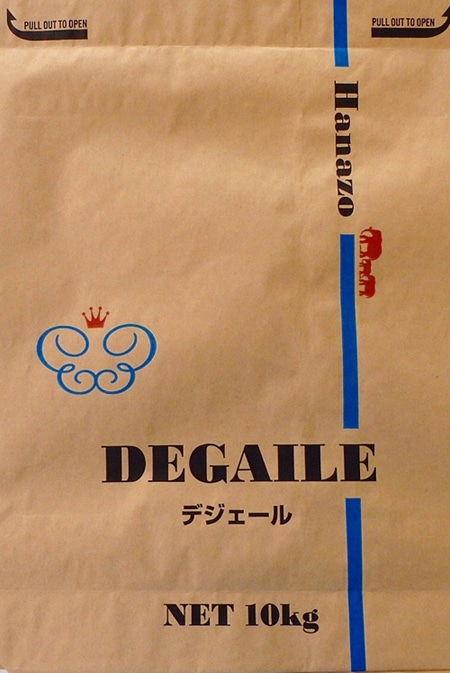 PULL OUT TO OPEN
PULL OUT TO OPEN
Hanazo
DEGAILE
デジェール
NET 10kg